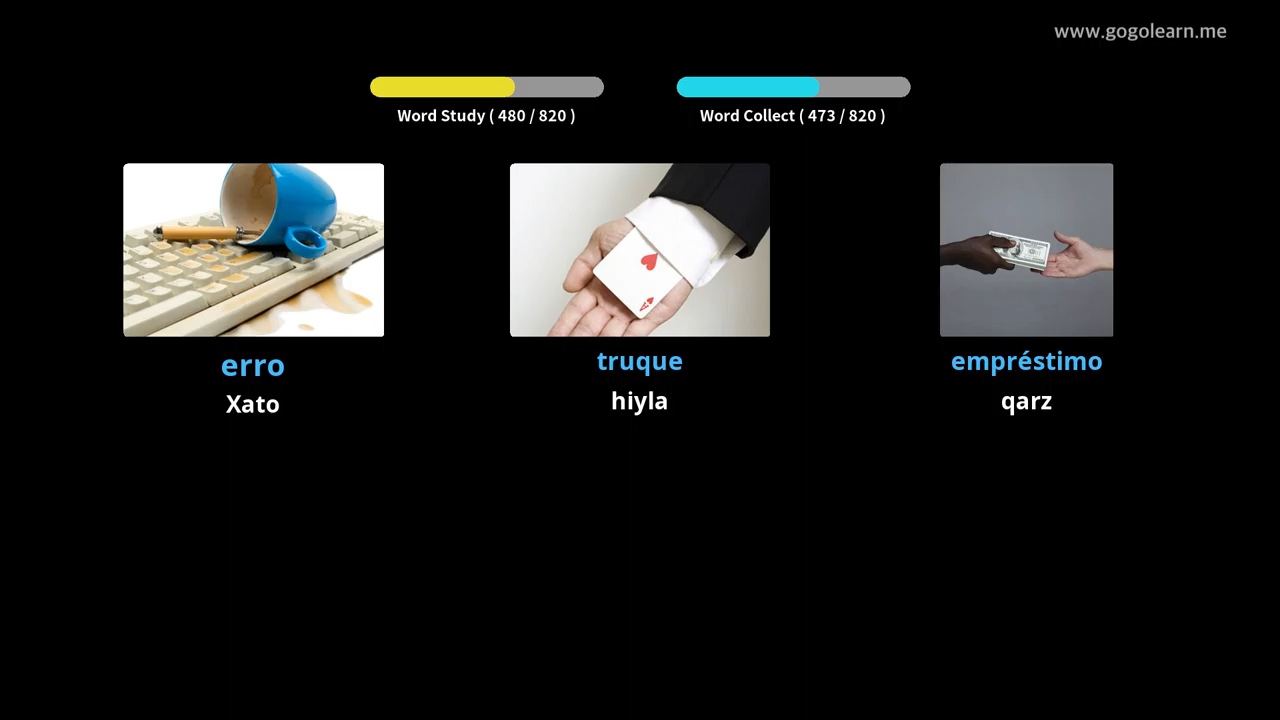 www.gogolearn.me
Word Study ( 480 / 820 )
Word Collect ( 473 / 820 )
erro
Xato
truque
hiyla
empréstimo
qarz